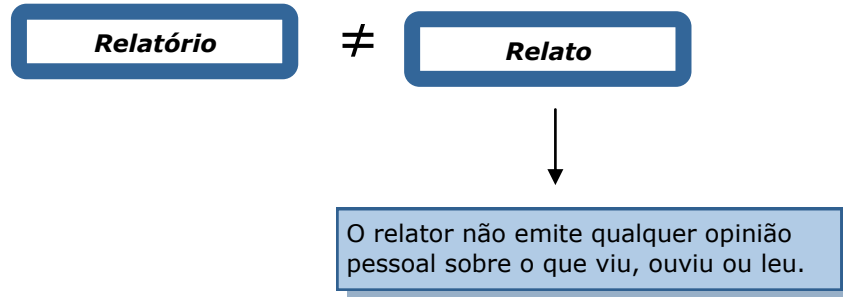 Relatório ≠ Relato
O relator não emite qualquer opinião
pessoal sobre o que viu, ouviu ou leu.